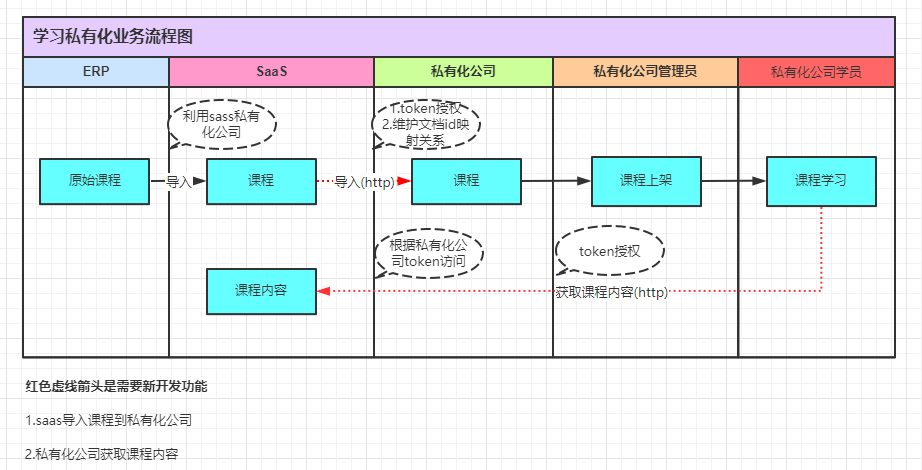 学习私有化业务流程图
ERP
SaaS
私有化公司
私有化公司管理员
私有化公司学员
利用sass私有
化公司
1.token授权
2.维护文档id映
射关系
原始课程
导入
课程
导入(http)
课程
课程上架
课程学习
根据私有化公
司token访问
token授权
课程内容
获取课程内容(http)
红色虚线箭头是需要新开发功能
1.saas导入课程到私有化公司
2.私有化公司获取课程内容